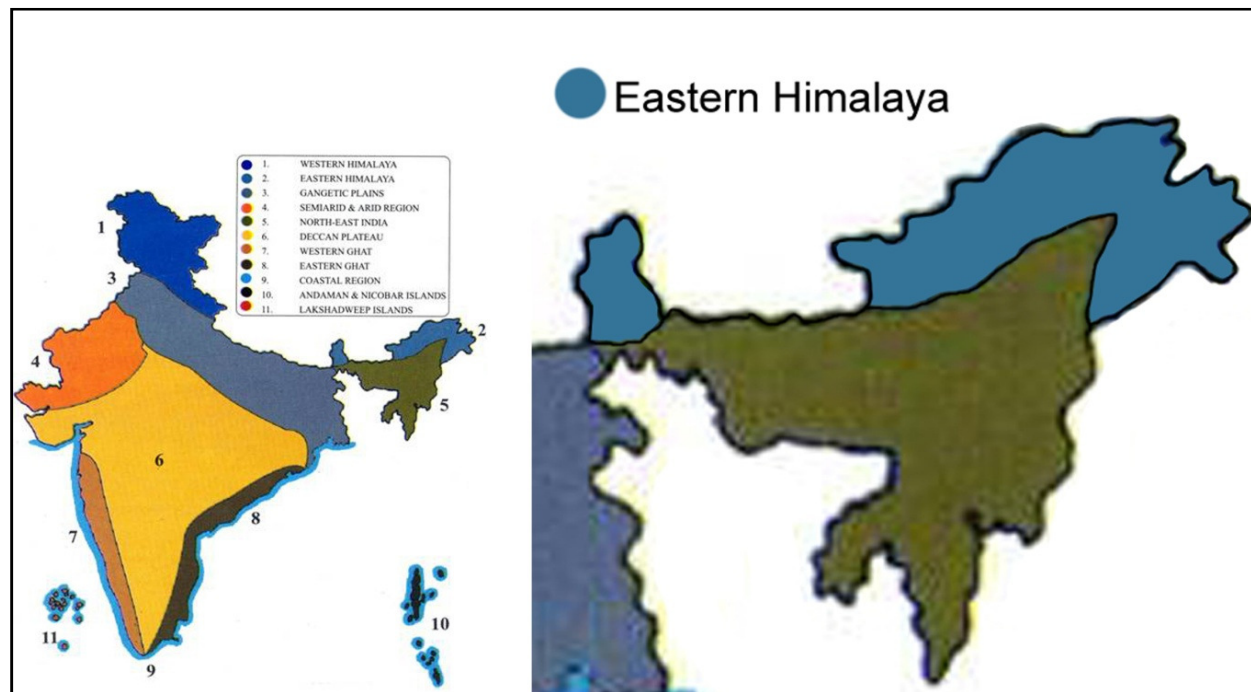 1. WESTERN HIMALAYA
2. EASTERN HIMALAYA
3. GANGETIC PLAINS
4. SEMIARID & ARID REGION
5. NORTH-EAST INDIA
6. DECCAN PLATEAU
7. WESTERN GHAT
8. EASTERN GHAT
9. COASTAL REGION
10. ANDAMAN & NICOBAR ISLANDS
11. LAKSHADWEEP ISLANDS
1
3
2
4
5
6
8
7
11
10
9
Eastern Himalaya